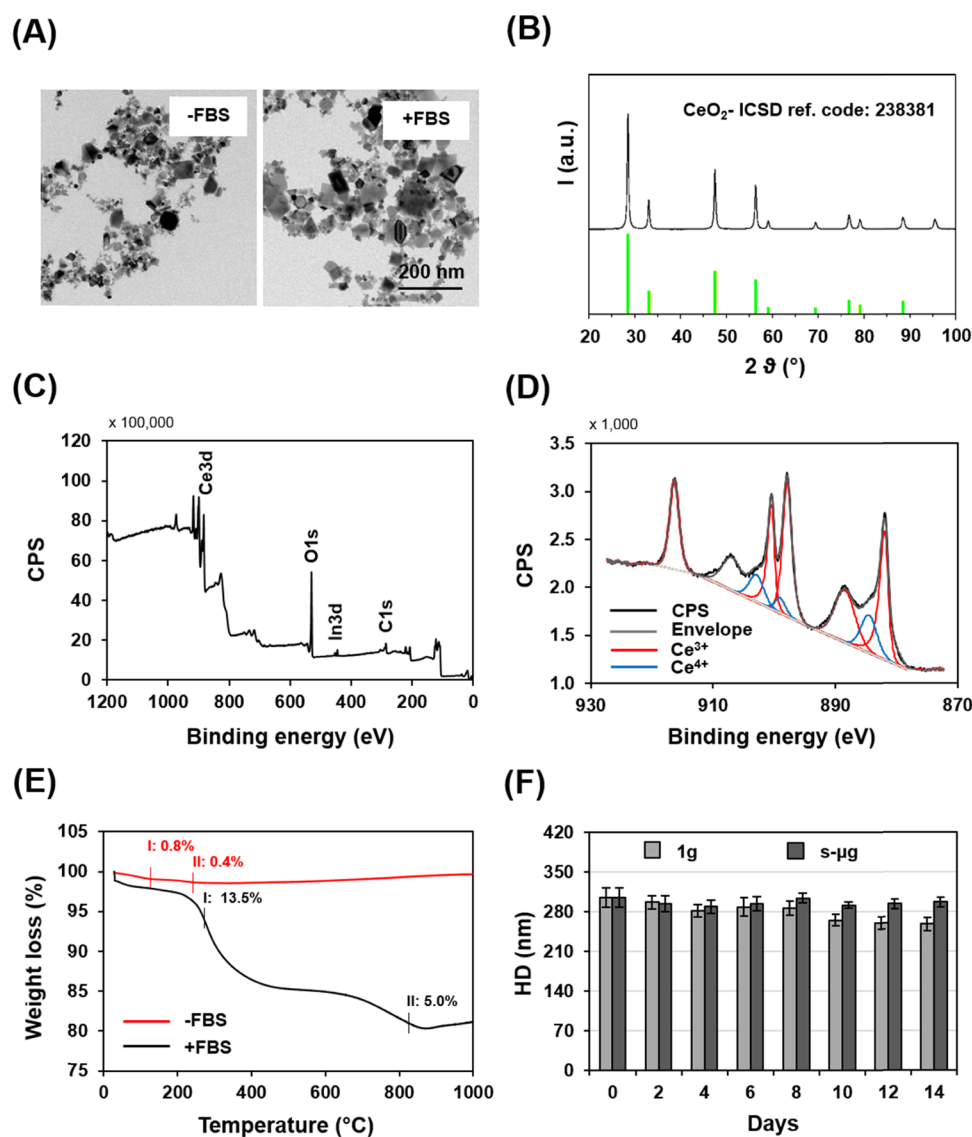 (A)
-FBS
+FBS
200 nm
(B)
CeO₂- ICSD ref. code: 238381
I (a.u.)
20 30 40 50 60 70 80 90 100
2 ϑ (°)
(C)
x 100,000
120
100
80
60
40
20
0
CPS
Ce3d
O1s
In3d
C1s
1200 1000 800 600 400 200 0
Binding energy (eV)
(D)
x 1,000
3.5
3.0
2.5
2.0
1.5
1.0
CPS
CPS
Envelope
Ce³⁺
Ce⁴⁺
930 910 890 870
Binding energy (eV)
(E)
105
100
95
90
85
80
75
Weight loss (%)
I: 0.8%
II: 0.4%
I: 13.5%
II: 5.0%
-FBS
+FBS
0 200 400 600 800 1000
Temperature (°C)
(F)
420
350
280
210
140
70
0
HD (nm)
1g
s-µg
0 2 4 6 8 10 12 14
Days